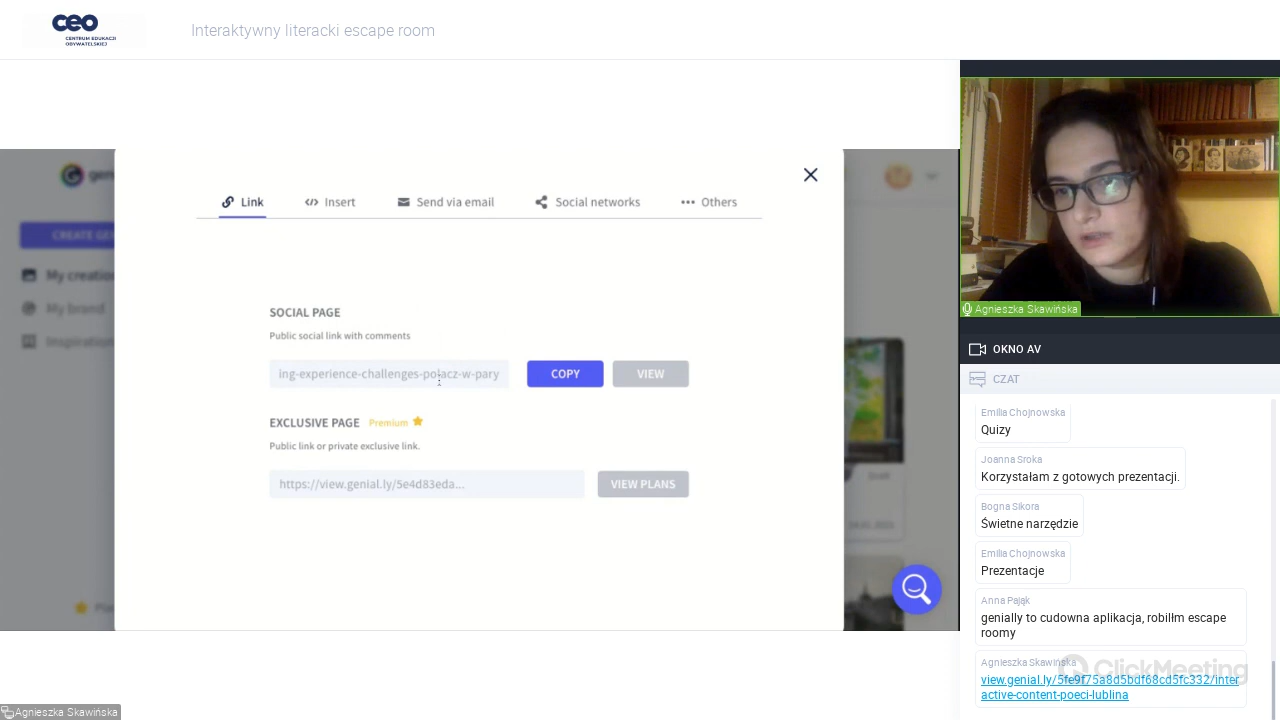 ceo
CENTRUM EDUKACJI
OBYWATELSKIEJ
Interaktywny literacki escape room
Link
Insert
Send via email
Social networks
Others
My creatio
My brand
Inspiration
SOCIAL PAGE
Public social link with comments
ing-experience-challenges-połacz-w-pary
COPY
VIEW
EXCLUSIVE PAGE Premium
Public link or private exclusive link.
https://view.genial.ly/5e4d83eda...
VIEW PLANS
Agnieszka Skawińska
Agnieszka Skawińska
OKNO AV
CZAT
Emilia Chojnowska
Quizy
Joanna Sroka
Korzystałam z gotowych prezentacji.
Bogna Sikora
Świetne narzędzie
Emilia Chojnowska
Prezentacje
Anna Pająk
genially to cudowna aplikacja, robiłłm escape
roomy
Agnieszka Skawińska
view.genial.ly/5fe9f75a8d5bdf68cd5fc332/inter
active-content-poeci-lublina
ClickMeeting